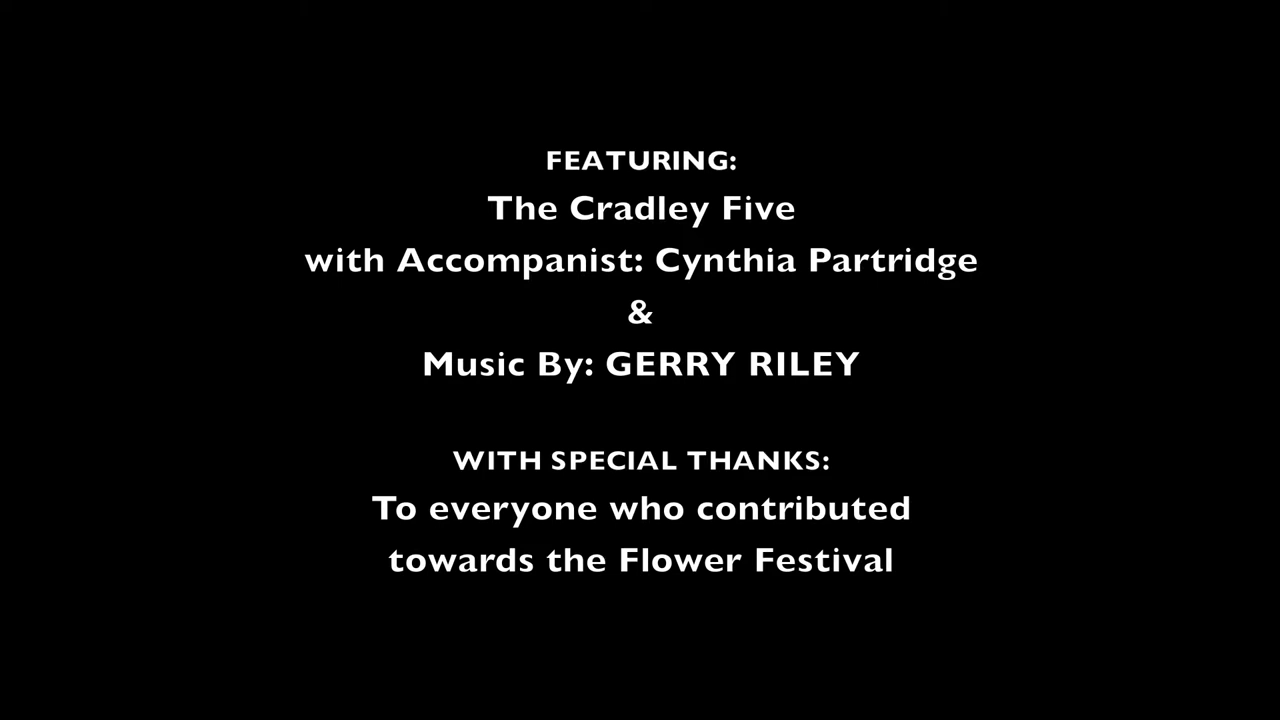 FEATURING:
The Cradley Five
with Accompanist: Cynthia Partridge
&
Music By: GERRY RILEY
WITH SPECIAL THANKS:
To everyone who contributed
towards the Flower Festival